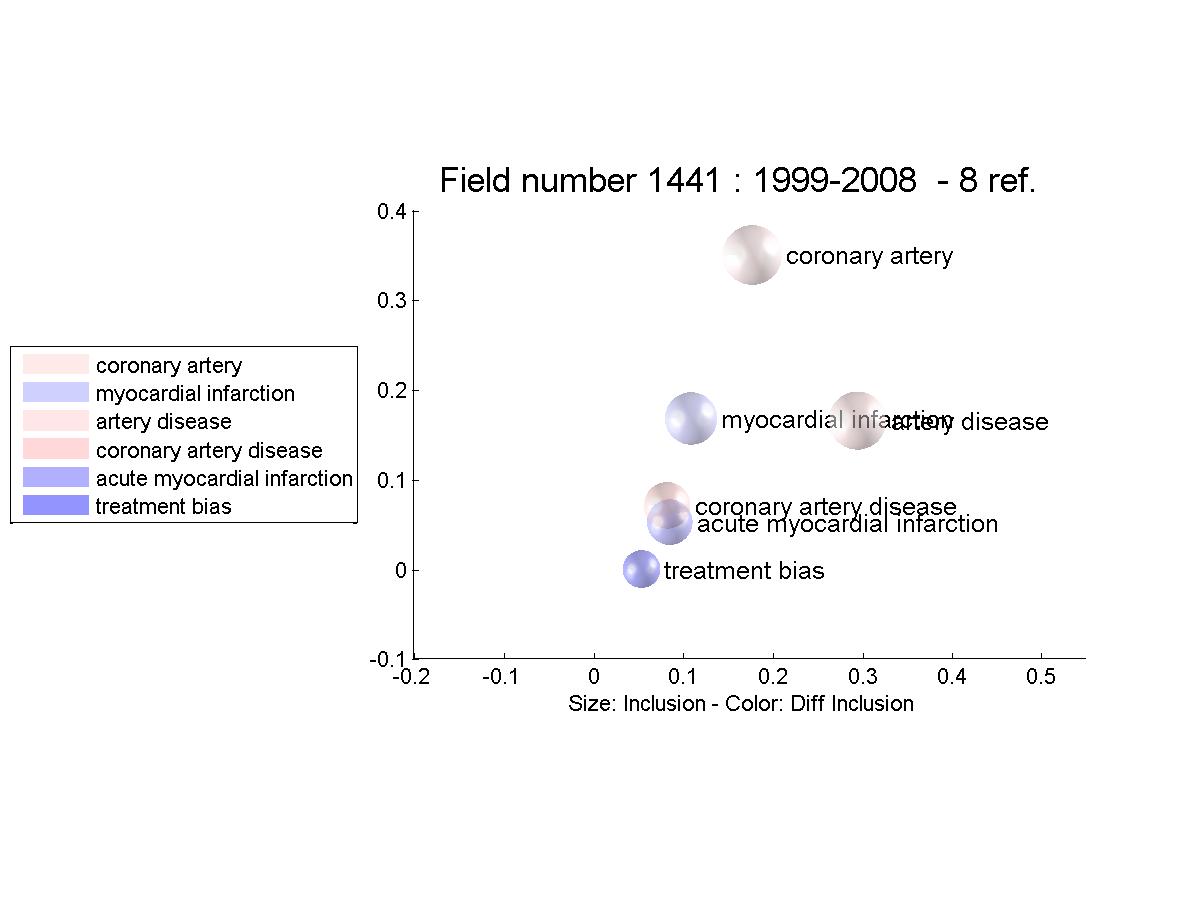 Field number 1441 : 1999-2008 - 8 ref.
0.4
0.3
0.2
0.1
0
-0.1
coronary artery
myocardial infarction
artery disease
coronary artery disease
acute myocardial infarction
treatment bias
coronary artery
myocardial infarction
artery disease
coronary artery disease
acute myocardial infarction
treatment bias
-0.2 -0.1 0 0.1 0.2 0.3 0.4 0.5
Size: Inclusion - Color: Diff Inclusion